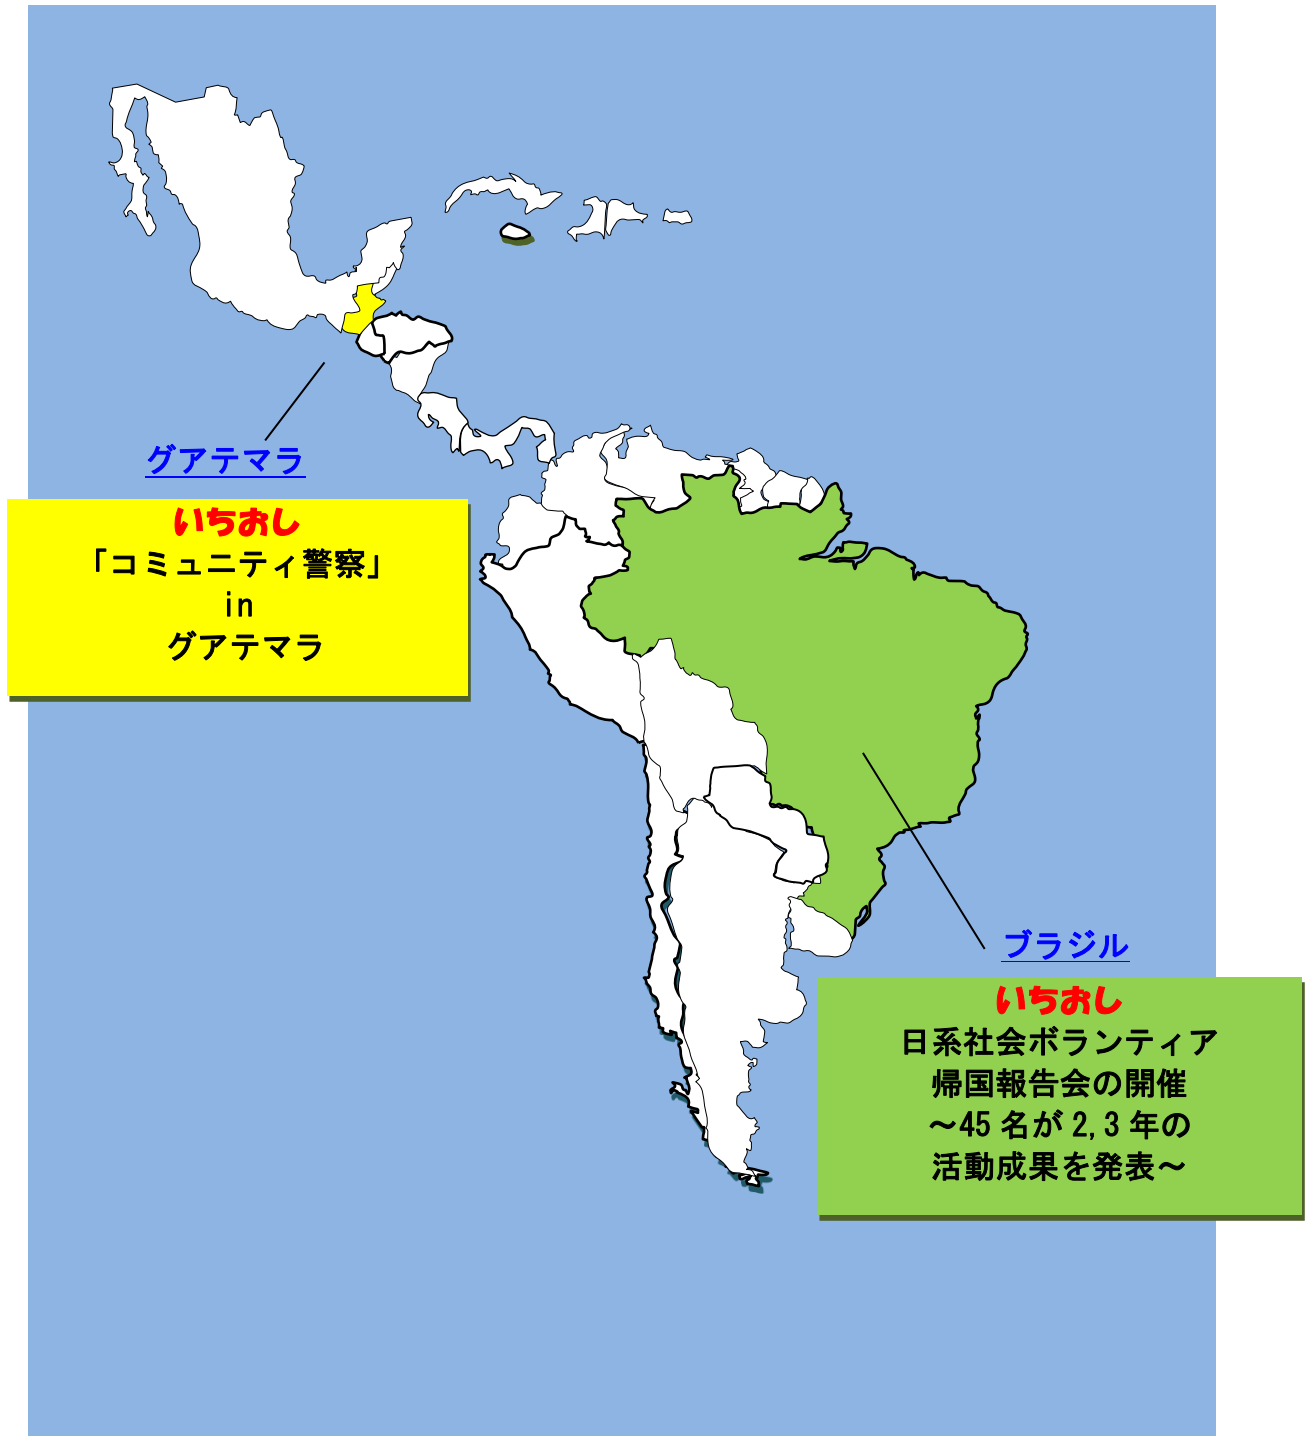 グアテマラ
いちおし
「コミュニティ警察」
in
グアテマラ
ブラジル
いちおし
日系社会ボランティア
帰国報告会の開催
～45名が2,3年の
活動成果を発表～